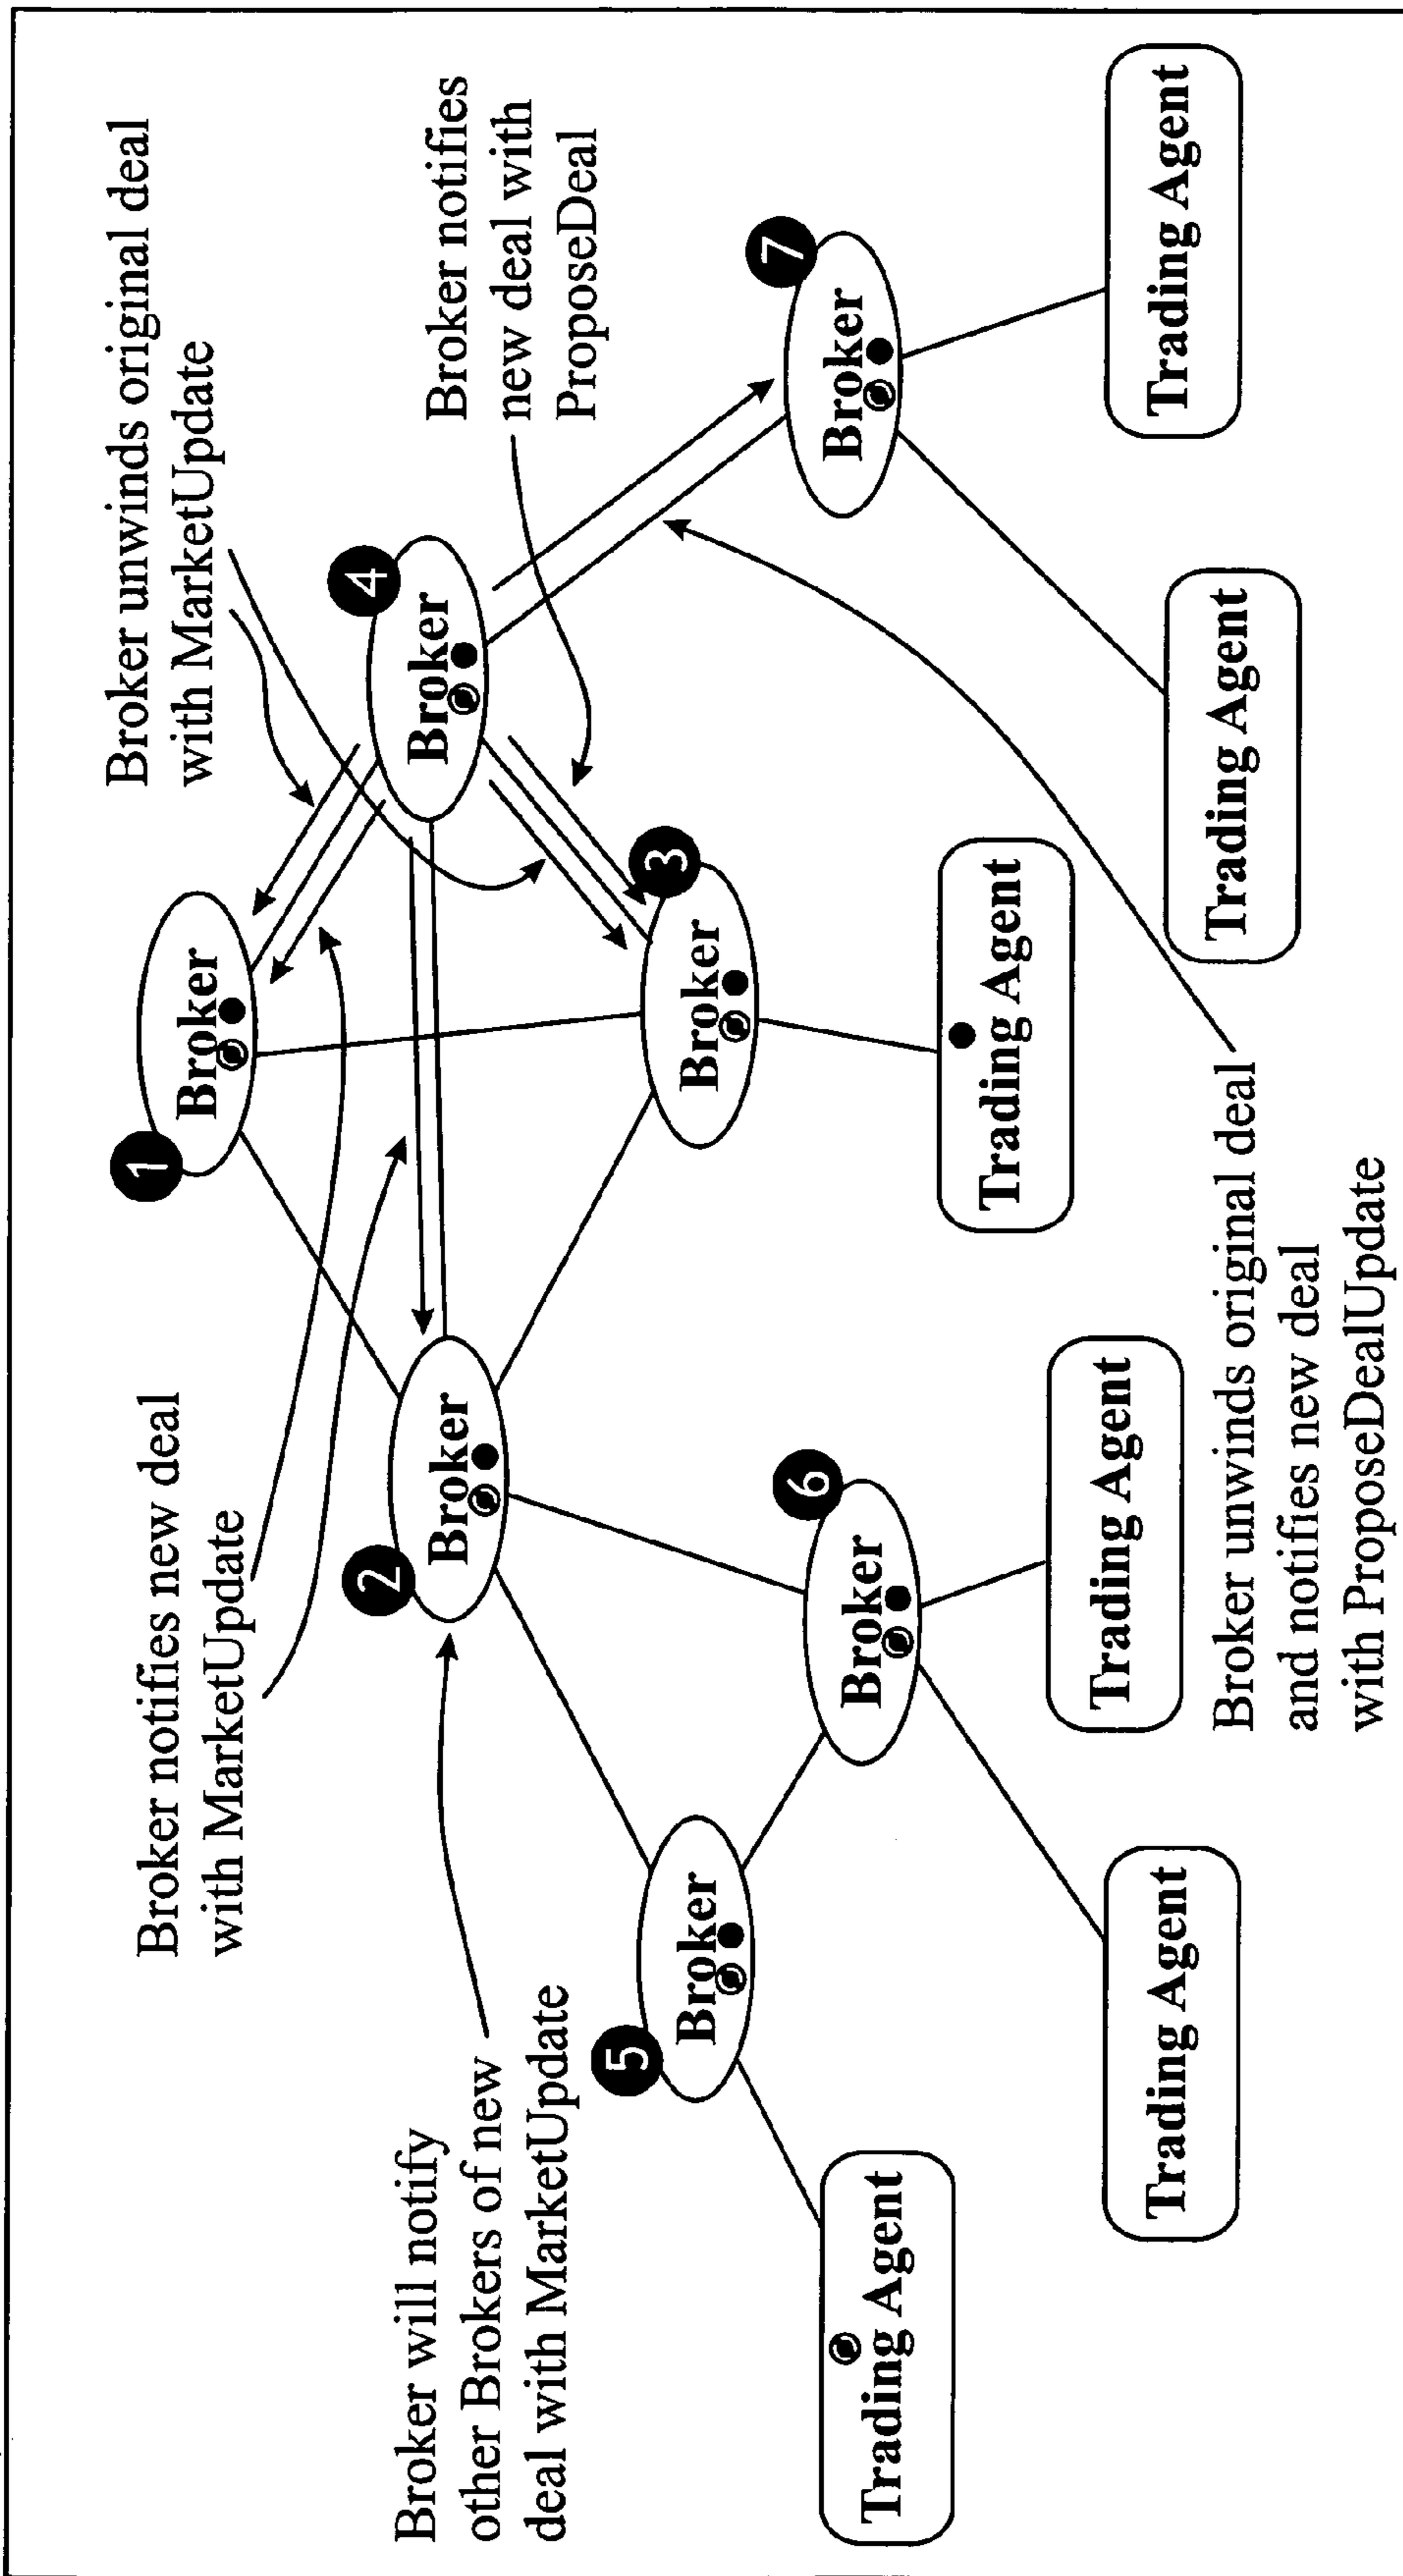 Broker unwinds original deal
with MarketUpdate
Broker notifies new deal
with MarketUpdate
Broker notifies
new deal with
ProposeDeal
Broker will notify
other Brokers of new
deal with MarketUpdate
1
Broker
2
Broker
4
Broker
3
Broker
5
Broker
6
Broker
7
Broker
Trading Agent
Trading Agent
Trading Agent
Trading Agent
Trading Agent
Trading Agent
Broker unwinds original deal
and notifies new deal
with ProposeDealUpdate